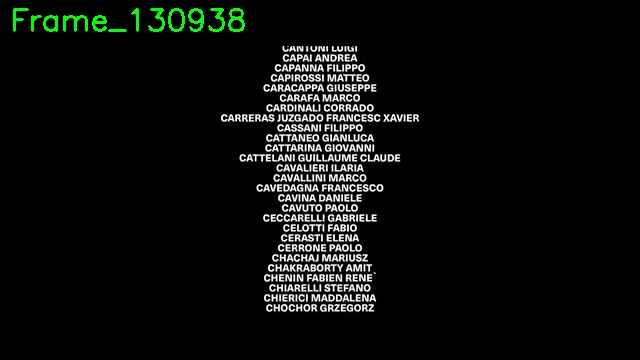 Frame_130938
CANTONI LUIGI
CAPAI ANDREA
CAPANNA FILIPPO
CAPIROSSI MATTEO
CARACAPPA GIUSEPPE
CARAFA MARCO
CARDINALI CORRADO
CARRERAS JUZGADO FRANCESC XAVIER
CASSANI FILIPPO
CATTANEO GIANLUCA
CATTARINA GIOVANNI
CATTELANI GUILLAUME CLAUDE
CAVALIERI ILARIA
CAVALLINI MARCO
CAVEDAGNA FRANCESCO
CAVINA DANIELE
CAVUTO PAOLO
CECCARELLI GABRIELE
CELOTTI FABIO
CERASTI ELENA
CERRONE PAOLO
CHACHAJ MARIUSZ
CHAKRABORTY AMIT
CHENIN FABIEN RENE'
CHIARELLI STEFANO
CHIERICI MADDALENA
CHOCHOR GRZEGORZ